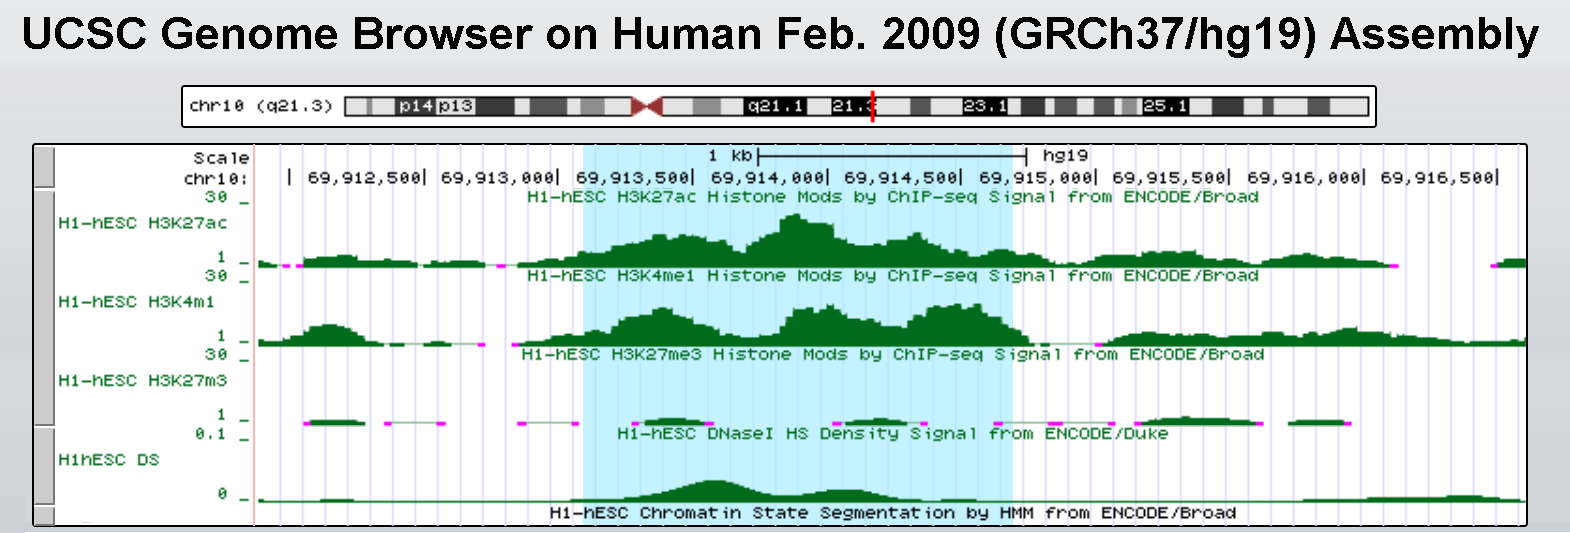 UCSC Genome Browser on Human Feb. 2009 (GRCh37/hg19) Assembly
chr10 (q21.3) p14 p13 q21.1 21.3 23.1 25.1
Scale 1 kb hg19
chr10: | 69,912,500| 69,913,000| 69,913,500| 69,914,000| 69,914,500| 69,915,000| 69,915,500| 69,916,000| 69,916,500|
H1-hESC H3K27ac Histone Mods by ChIP-seq Signal from ENCODE/Broad
30 _
H1-hESC H3K27ac
1 _
H1-hESC H3K4me1 Histone Mods by ChIP-seq Signal from ENCODE/Broad
30 _
H1-hESC H3K4m1
1 _
H1-hESC H3K27me3 Histone Mods by ChIP-seq Signal from ENCODE/Broad
30 _
H1-hESC H3K27m3
1 _
H1-hESC DNaseI HS Density Signal from ENCODE/Duke
0.1 _
H1hESC DS
0 _
H1-hESC Chromatin State Segmentation by HMM from ENCODE/Broad